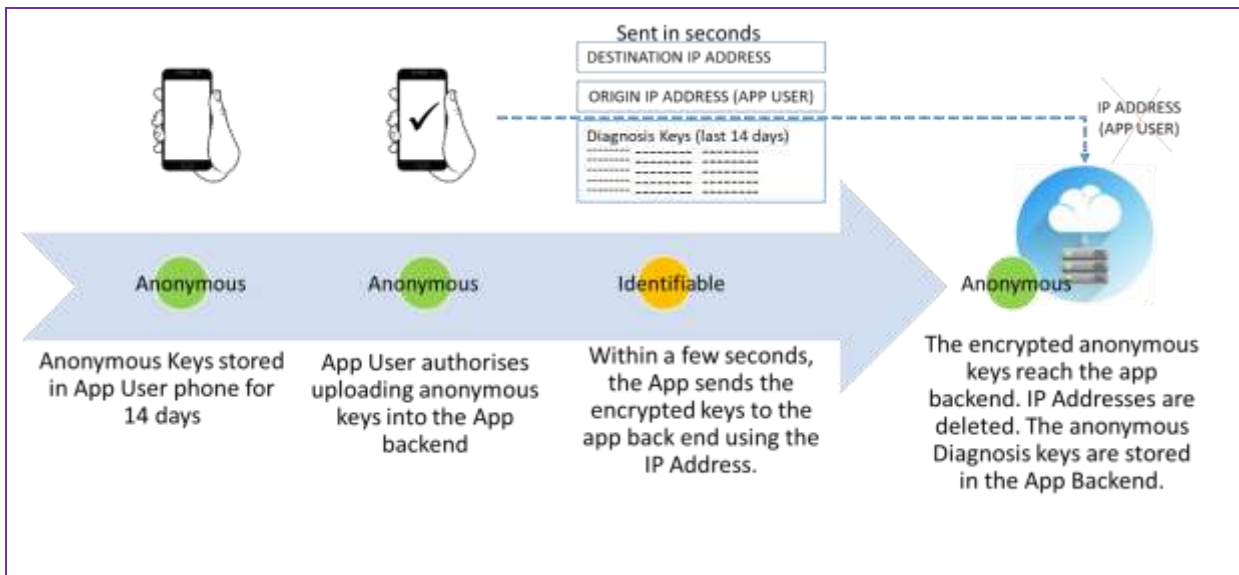 Sent in seconds
DESTINATION IP ADDRESS
ORIGIN IP ADDRESS (APP USER)
Diagnosis Keys (last 14 days)
IP ADDRESS
(APP USER)
Anonymous
Anonymous
Identifiable
Anonymous
Anonymous Keys stored
in App User phone for
14 days
App User authorises
uploading anonymous
keys into the App
backend
Within a few seconds,
the App sends the
encrypted keys to the
app back end using the
IP Address.
The encrypted anonymous
keys reach the app
backend. IP Addresses are
deleted. The anonymous
Diagnosis keys are stored
in the App Backend.